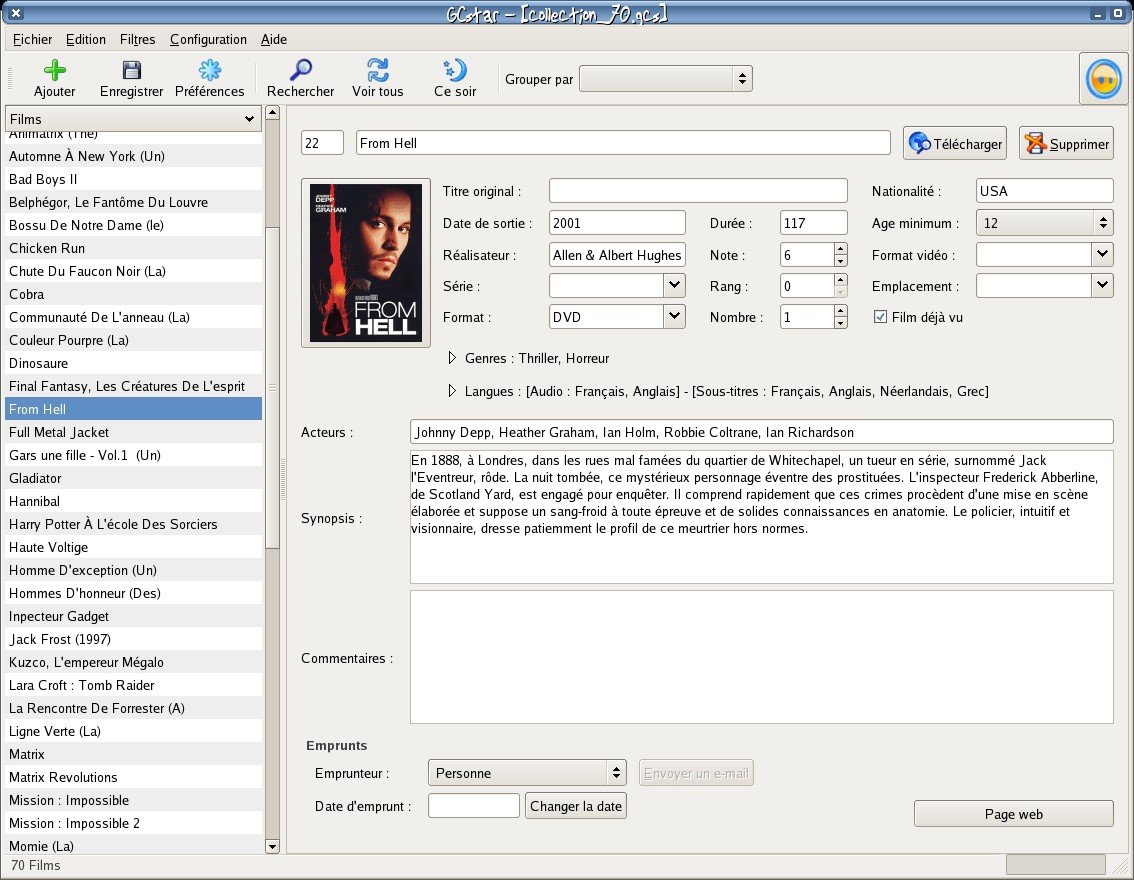 GCstar - [collection_70.gcs]
Fichier Edition Filtres Configuration Aide
Ajouter Enregistrer Préférences Rechercher Voir tous Ce soir Grouper par
Films
Animatrix (The)
Automne À New York (Un)
Bad Boys II
Belphégor, Le Fantôme Du Louvre
Bossu De Notre Dame (le)
Chicken Run
Chute Du Faucon Noir (La)
Cobra
Communauté De L'anneau (La)
Couleur Pourpre (La)
Dinosaure
Final Fantasy, Les Créatures De L'esprit
From Hell
Full Metal Jacket
Gars une fille - Vol.1 (Un)
Gladiator
Hannibal
Harry Potter À L'école Des Sorciers
Haute Voltige
Homme D'exception (Un)
Hommes D'honneur (Des)
Inpecteur Gadget
Jack Frost (1997)
Kuzco, L'empereur Mégalo
Lara Croft : Tomb Raider
La Rencontre De Forrester (A)
Ligne Verte (La)
Matrix
Matrix Revolutions
Mission : Impossible
Mission : Impossible 2
Momie (La)
70 Films
22 From Hell Télécharger Supprimer
JOHNNY
DEPP
HEATHER
GRAHAM
FROM
HELL
Titre original : Nationalité : USA
Date de sortie : 2001 Durée : 117 Age minimum : 12
Réalisateur : Allen & Albert Hughes Note : 6 Format vidéo :
Série : Rang : 0 Emplacement :
Format : DVD Nombre : 1 Film déjà vu
Genres : Thriller, Horreur
Langues : [Audio : Français, Anglais] - [Sous-titres : Français, Anglais, Néerlandais, Grec]
Acteurs : Johnny Depp, Heather Graham, Ian Holm, Robbie Coltrane, Ian Richardson
Synopsis :
En 1888, à Londres, dans les rues mal famées du quartier de Whitechapel, un tueur en série, surnommé Jack
l'Eventreur, rôde. La nuit tombée, ce mystérieux personnage éventre des prostituées. L'inspecteur Frederick Abberline,
de Scotland Yard, est engagé pour enquêter. Il comprend rapidement que ces crimes procèdent d'une mise en scène
élaborée et suppose un sang-froid à toute épreuve et de solides connaissances en anatomie. Le policier, intuitif et
visionnaire, dresse patiemment le profil de ce meurtrier hors normes.
Commentaires :
Emprunts
Emprunteur : Personne Envoyer un e-mail
Date d'emprunt : Changer la date
Page web